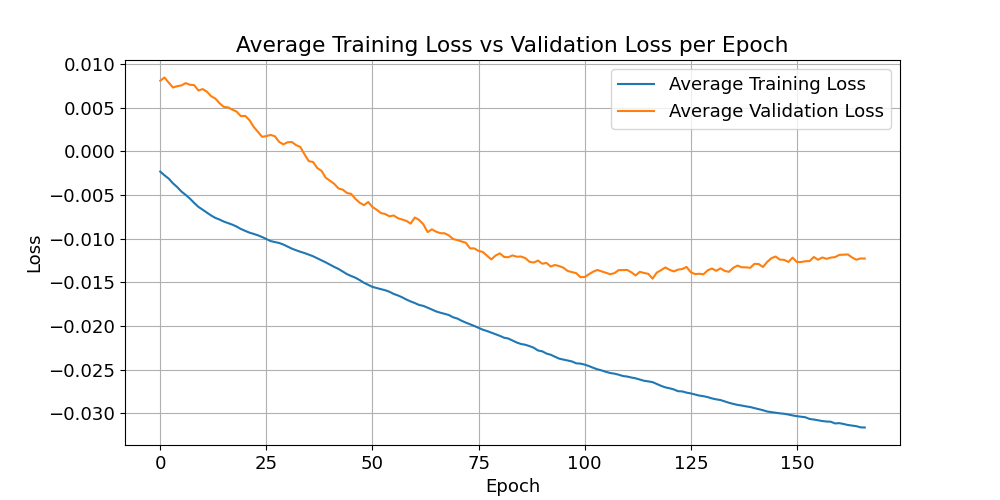 Average Training Loss vs Validation Loss per Epoch
0.010
0.005
0.000
−0.005
−0.010
−0.015
−0.020
−0.025
−0.030
Loss
Average Training Loss
Average Validation Loss
0 25 50 75 100 125 150
Epoch